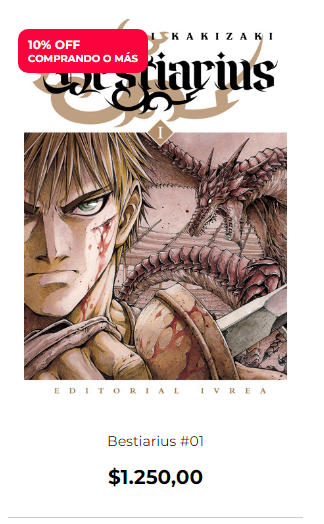 10% OFF
COMPRANDO O MÁS
I KAKIZAKI
Bestiarius
I
EDITORIAL IVREA
Bestiarius #01
$1.250,00